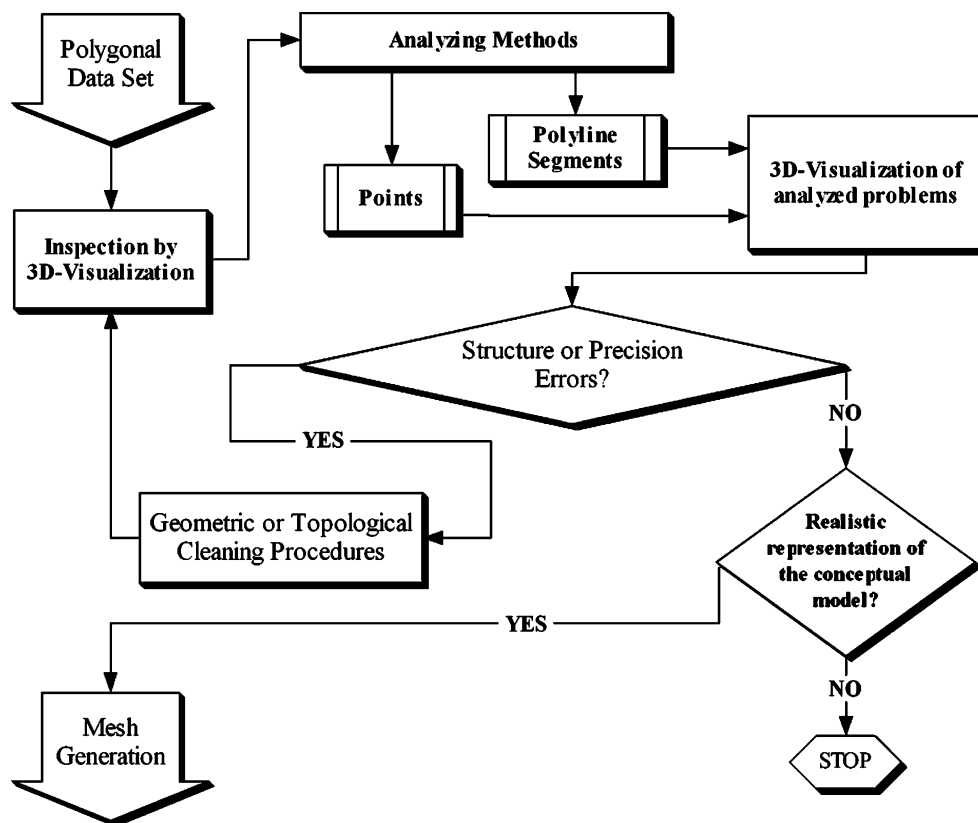 Polygonal
Data Set
Analyzing Methods
Polyline
Segments
Points
3D-Visualization of
analyzed problems
Inspection by
3D-Visualization
Structure or Precision
Errors?
YES
NO
Geometric or Topological
Cleaning Procedures
Realistic
representation of
the conceptual
model?
YES
NO
Mesh
Generation
STOP